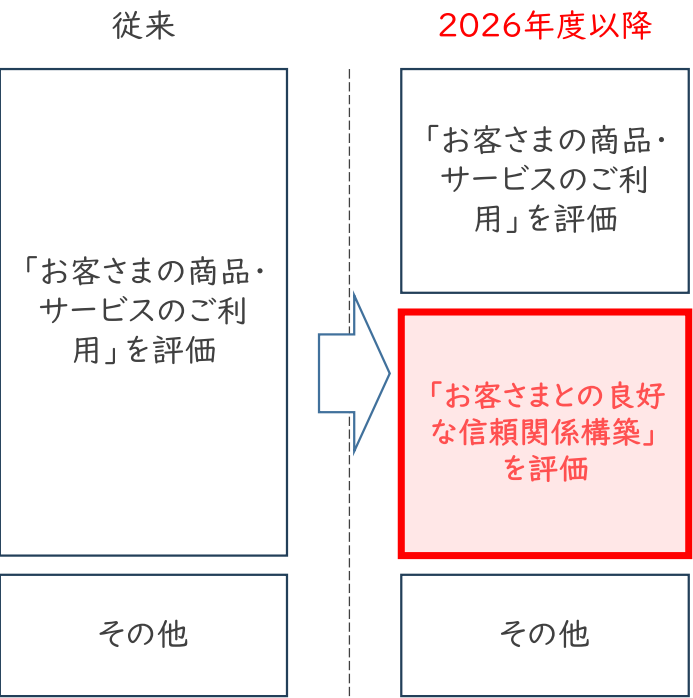 従来
「お客さまの商品・
サービスのご利
用」を評価
その他
2026年度以降
「お客さまの商品・
サービスのご利
用」を評価
「お客さまとの良好
な信頼関係構築」
を評価
その他